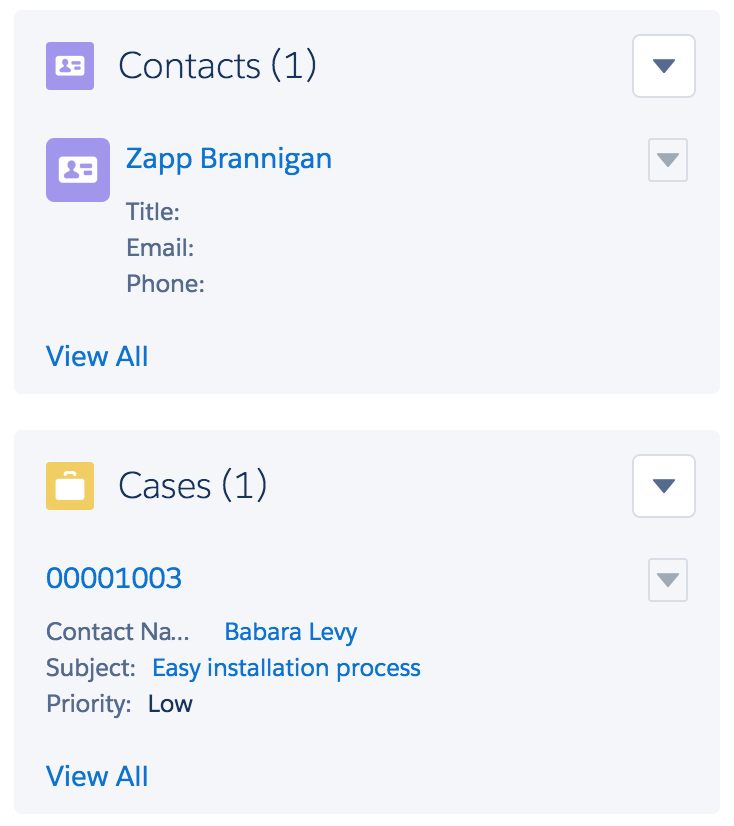 Contacts (1)
Zapp Brannigan
Title:
Email:
Phone:
View All
Cases (1)
00001003
Contact Na... Babara Levy
Subject: Easy installation process
Priority: Low
View All